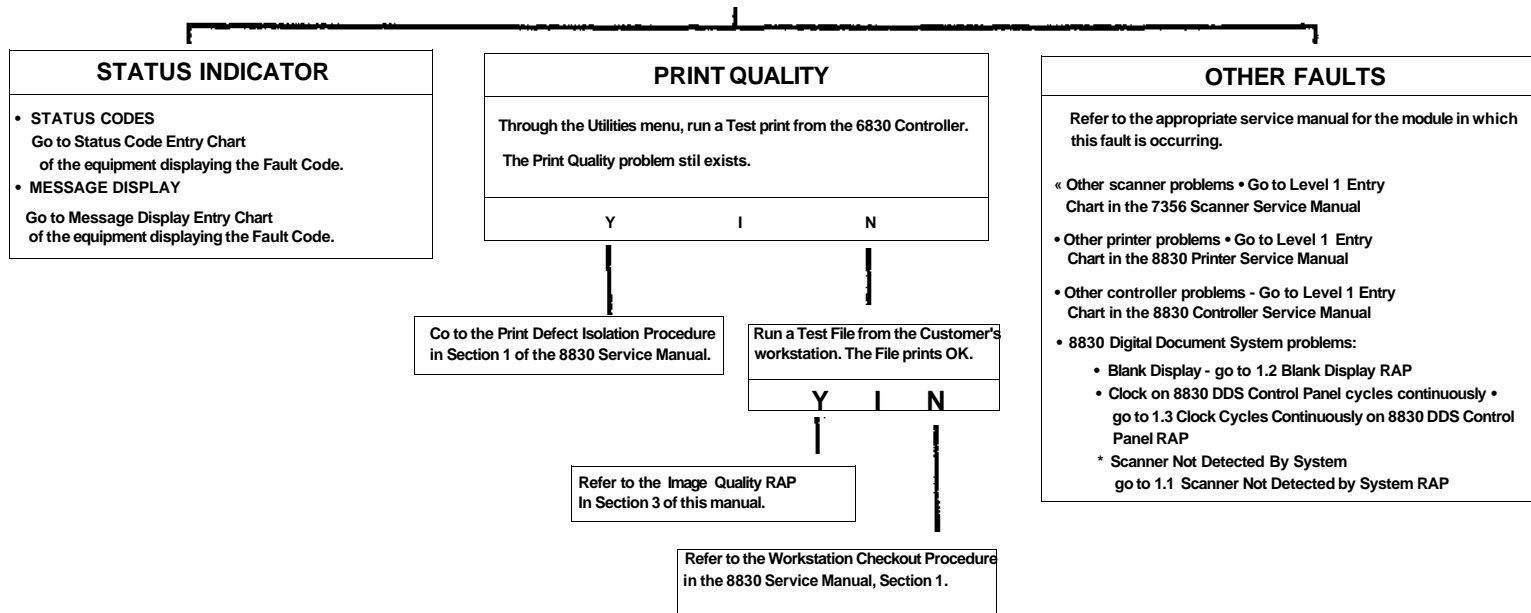 STATUS INDICATOR
• STATUS CODES
Go to Status Code Entry Chart
of the equipment displaying the Fault Code.
• MESSAGE DISPLAY
Go to Message Display Entry Chart
of the equipment displaying the Fault Code.
PRINT QUALITY
Through the Utilities menu, run a Test print from the 6830 Controller.
The Print Quality problem stil exists.
Y I N
Co to the Print Defect Isolation Procedure
in Section 1 of the 8830 Service Manual.
Run a Test File from the Customer's
workstation. The File prints OK.
Y I N
Refer to the Image Quality RAP
In Section 3 of this manual.
Refer to the Workstation Checkout Procedure
in the 8830 Service Manual, Section 1.
OTHER FAULTS
Refer to the appropriate service manual for the module in which
this fault is occurring.
« Other scanner problems • Go to Level 1 Entry
Chart in the 7356 Scanner Service Manual
• Other printer problems • Go to Level 1 Entry
Chart in the 8830 Printer Service Manual
• Other controller problems - Go to Level 1 Entry
Chart in the 8830 Controller Service Manual
• 8830 Digital Document System problems:
• Blank Display - go to 1.2 Blank Display RAP
• Clock on 8830 DDS Control Panel cycles continuously •
go to 1.3 Clock Cycles Continuously on 8830 DDS Control
Panel RAP
* Scanner Not Detected By System
go to 1.1 Scanner Not Detected by System RAP